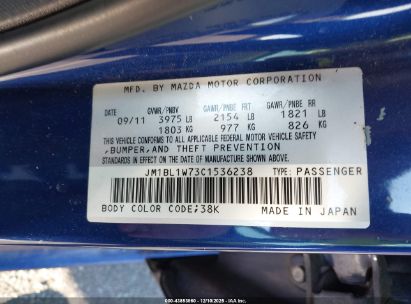 MFD. BY MAZDA MOTOR CORPORATION
GVWR/PNBV GAWR/PNBE FRT GAWR/PNBE RR
09/11 3975 LB 2154 LB 1821 LB
1803 KG 977 KG 826 KG
THIS VEHICLE CONFORMS TO ALL APPLICABLE FEDERAL MOTOR VEHICLE SAFETY
, BUMPER, AND THEFT PREVENTION
STANDARDS IN EFFECT ON THE DATE OF MANUFACTURE SHOWN ABOVE.
JM1BL1W73C1536238 TYPE: PASSENGER
BODY COLOR CODE;38K MADE IN JAPAN